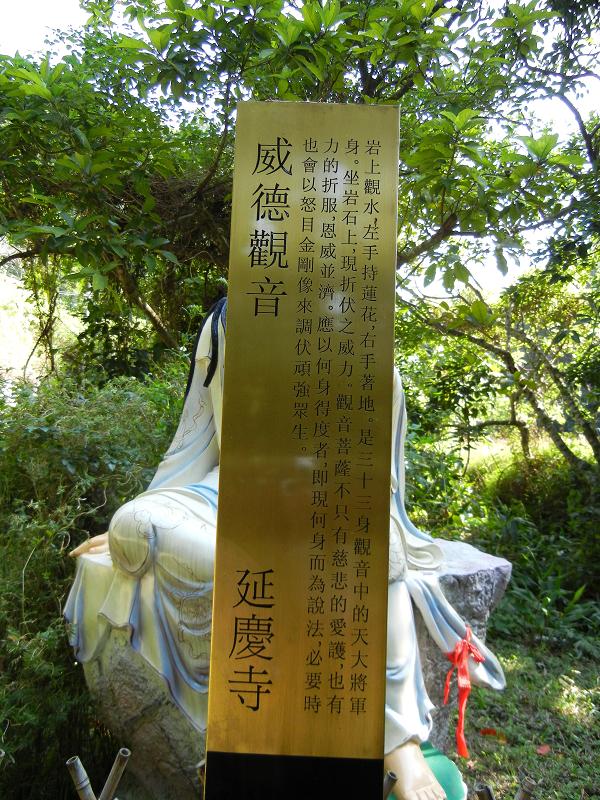 岩上觀水，左手持蓮花，右手著地。是三十三身觀音中的天大將軍
身。坐岩石上，現折伏之威力。觀音菩薩不只有慈悲的愛護，也有
力的折服，恩威並濟。應以何身得度者，即現何身而為說法，必要時
也會以怒目金剛像來調伏頑強眾生。
威德觀音
延慶寺